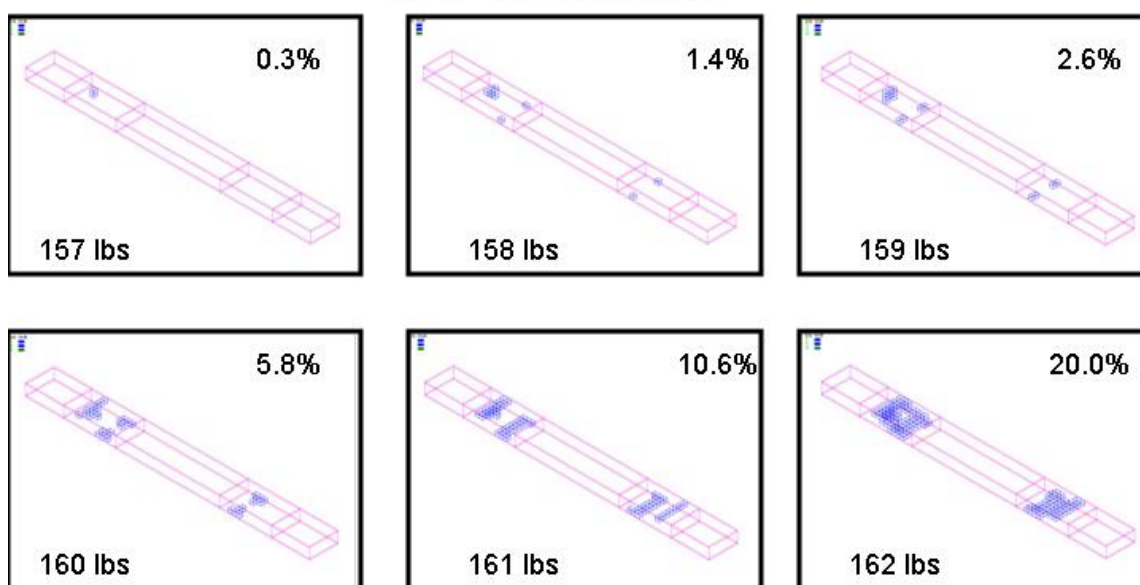 0.3%
157 lbs
1.4%
158 lbs
2.6%
159 lbs
5.8%
160 lbs
10.6%
161 lbs
20.0%
162 lbs